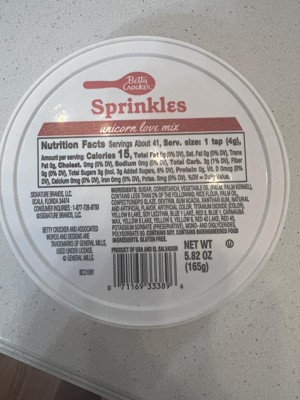 Betty
Crocker
Sprinkles
unicorn love mix
Nutrition Facts Servings About 41, Serv. size: 1 tsp (4g),
Amount per serving: Calories 15, Total Fat 0g (0% DV), Sat. Fat 0g (0% DV), Trans
Fat 0g, Cholest. 0mg (0% DV), Sodium 0mg (0% DV), Total Carb. 3g (1% DV), Fiber
0g (0% DV), Total Sugars 3g (Incl. 3g Added Sugars, 6% DV), Protein 0g, Vit. D 0mcg (0%
DV), Calcium 0mg (0% DV), Iron 0mg (0% DV), Potas. 0mg (0% DV). % DV = Daily Value.
SIGNATURE BRANDS, LLC
OCALA, FLORIDA 34474
CONSUMER INQUIRIES: 1-877-726-8793
©SIGNATURE BRANDS, LLC
BETTY CROCKER AND ASSOCIATED
WORDS AND DESIGNS ARE
TRADEMARKS OF GENERAL MILLS,
USED UNDER LICENSE.
© GENERAL MILLS.
INGREDIENTS: SUGAR, CORNSTARCH, VEGETABLE OIL (PALM, PALM KERNEL),
CONTAINS LESS THAN 2% OF THE FOLLOWING: RICE FLOUR, PALM OIL,
CONFECTIONER'S GLAZE, DEXTRIN, GUM ACACIA, XANTHAN GUM, NATURAL
AND ARTIFICIAL FLAVOR, ARTIFICIAL COLOR, TITANIUM DIOXIDE (COLOR),
YELLOW 5 LAKE, SOY LECITHIN, BLUE 1 LAKE, RED 3, BLUE 1, CARNAUBA
WAX, YELLOW 6 LAKE, YELLOW 5, YELLOW 6, RED 40 LAKE, RED 40,
POTASSIUM SORBATE (PRESERVATIVE), MONO- AND DIGLYCERIDES,
POLYSORBATE 60. CONTAINS SOY. CONTAINS BIOENGINEERED FOOD
INGREDIENTS. GLUTEN FREE.
PRODUCT OF USA AND EL SALVADOR
NET WT
5.82 OZ
(165g)
0 71169 33389 6